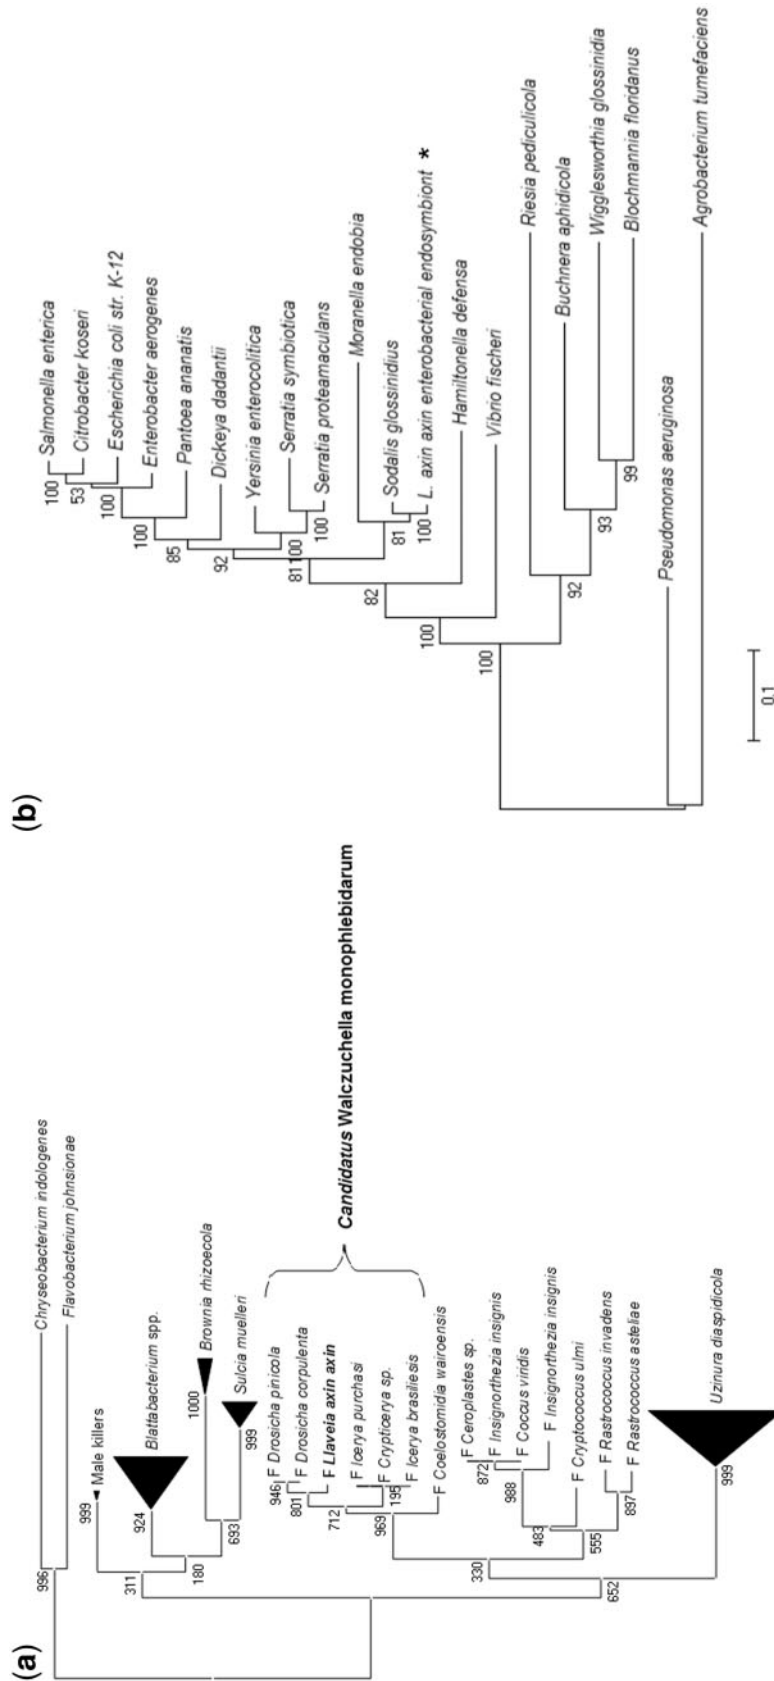 (a)
Chryseobacterium indologenes
Flavobacterium johnsionae
996
Male killers
999
Blattabacterium spp.
924
311
Brownia rhizoecola
1000
180
Sulcia muelleri
999
693
F Drosicha pinicola
946
F Drosicha corpulenta
801
F Llaveia axin axin
F Icerya purchasi
712
F Crypticerya sp.
195
F Icerya brasiliesis
969
F Coelostomidia wairoensis
Candidatus Walczuchella monophlebidarum
330
F Ceroplastes sp.
872
F Insignorthezia insignis
F Coccus viridis
988
F Insignorthezia insignis
483
F Cryptococcus ulmi
555
F Rastrococcus invadens
897
F Rastrococcus asteliae
652
Uzinura diaspidicola
999
(b)
Salmonella enterica
100
Citrobacter koseri
53
Escherichia coli str. K-12
100
Enterobacter aerogenes
100
Pantoea ananatis
85
Dickeya dadantii
92
Yersinia enterocolitica
100
Serratia symbiotica
100
Serratia proteamaculans
81
Moranella endobia
81
Sodalis glossinidius
100
L. axin axin enterobacterial endosymbiont *
82
Hamiltonella defensa
100
Vibrio fischeri
100
Riesia pediculicola
92
Buchnera aphidicola
93
Wigglesworthia glossinidia
99
Blochmannia floridanus
Pseudomonas aeruginosa
Agrobacterium tumefaciens
0.1